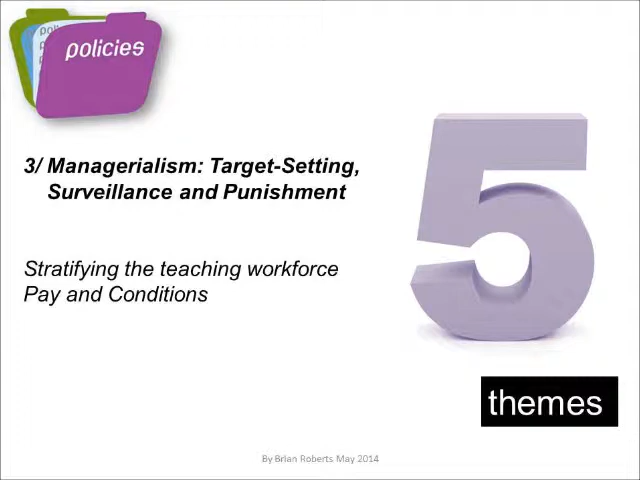 poli
policies
3/ Managerialism: Target-Setting,
Surveillance and Punishment
Stratifying the teaching workforce
Pay and Conditions
5
themes
By Brian Roberts May 2014